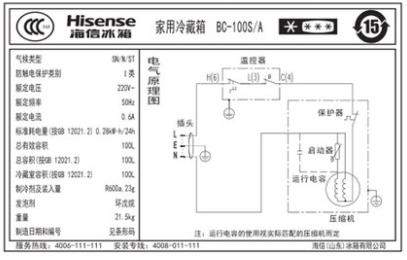 Hisense
海信冰箱
家用冷藏箱 BC-100S/A
15
气候类型 SN/N/ST
防触电保护类别 I类
额定电压 220V~
额定频率 50Hz
额定电流 0.6A
标准耗电量(按GB 12021.2) 0.28kW·h/24h
总有效容积 100L
总容积(按GB 12021.2) 100L
冷藏室容积(按GB 12021.2) 100L
制冷剂及装入量 R600a,23g
发泡剂 环戊烷
重量 21.5kg
制造日期和编号 见条形码
电气原理图
温控器
H(6) L(3) C(4)
保护器
插头
L
E
N
启动器
运行电容
压缩机
注：运行电容的使用视实际匹配的压缩机而定
服务热线：4006-111-111 安装专线：4008-011-111
海信(山东)冰箱有限公司